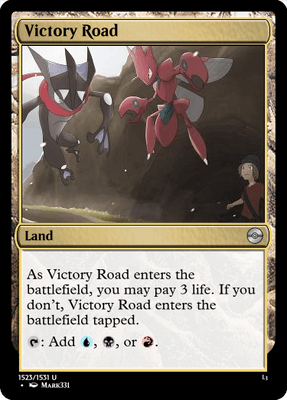 Victory Road
Land
As Victory Road enters the
battlefield, you may pay 3 life. If you
don't, Victory Road enters the
battlefield tapped.
: Add , , or .
1523/1531 U
• Mark331